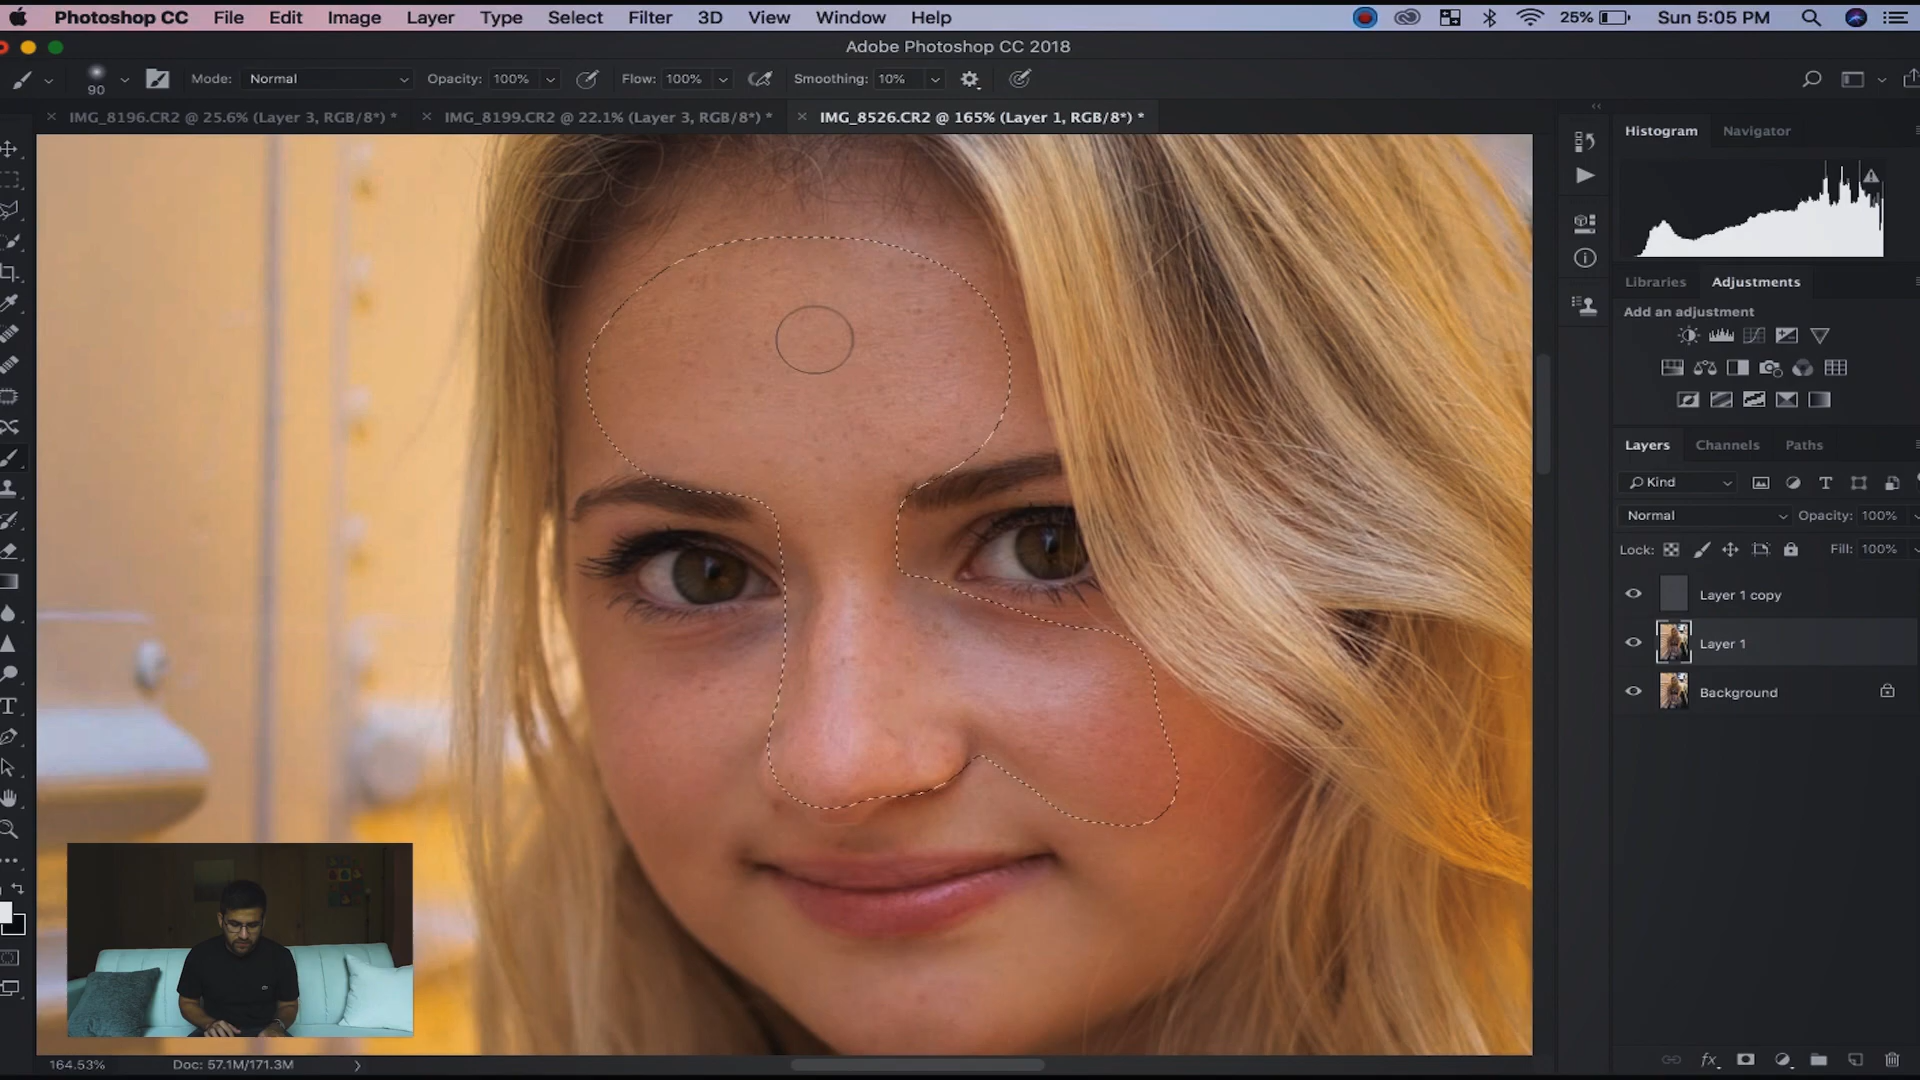 Photoshop CC File Edit Image Layer Type Select Filter 3D View Window Help 25% Sun 5:05 PM
Adobe Photoshop CC 2018
90 Mode: Normal Opacity: 100% Flow: 100% Smoothing: 10%
IMG_8196.CR2 @ 25.6% (Layer 3, RGB/8*) * IMG_8199.CR2 @ 22.1% (Layer 3, RGB/8*) * IMG_8526.CR2 @ 165% (Layer 1, RGB/8*) *
Histogram Navigator
Libraries Adjustments
Add an adjustment
Layers Channels Paths
Kind
Normal Opacity: 100%
Lock: Fill: 100%
Layer 1 copy
Layer 1
Background
164.53% Doc: 57.1M/171.3M